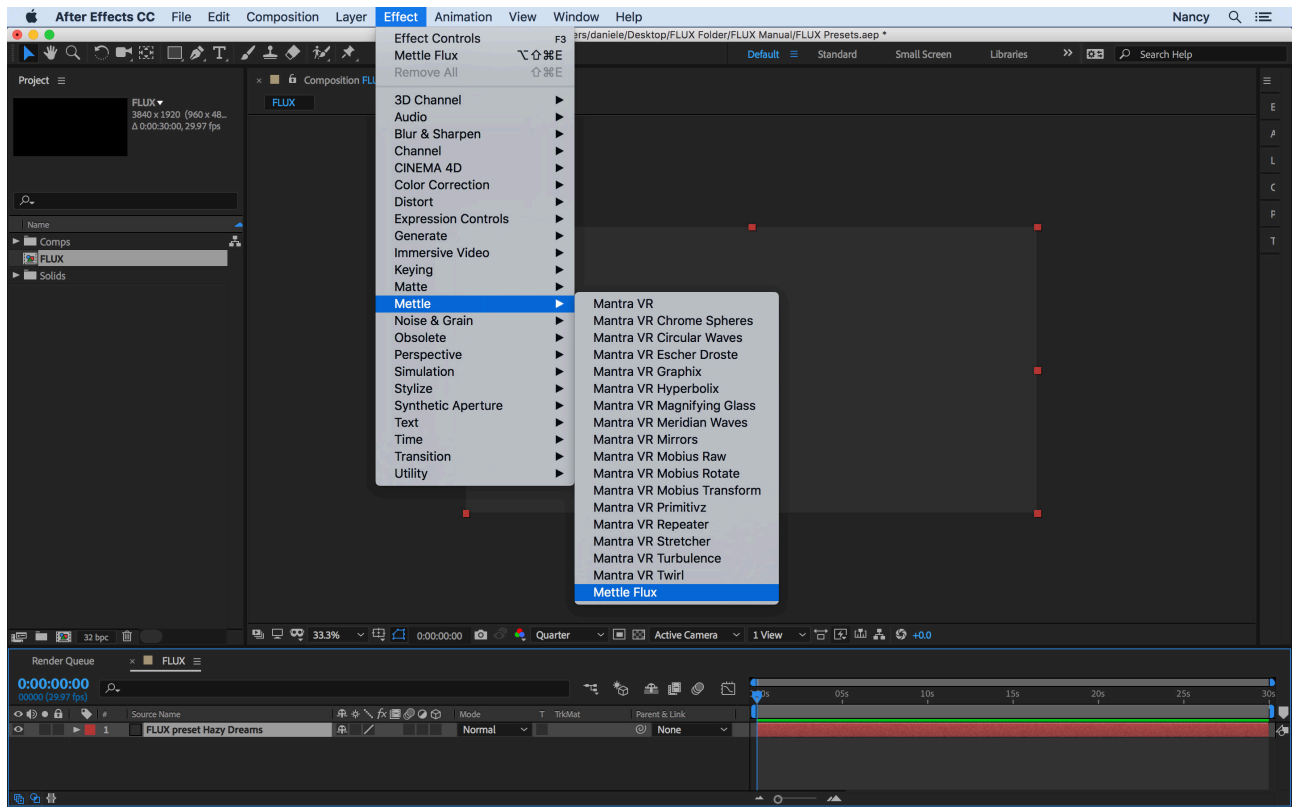 After Effects CC File Edit Composition Layer Effect Animation View Window Help Nancy
ers/daniele/Desktop/FLUX Folder/FLUX Manual/FLUX Presets.aep *
Default Standard Small Screen Libraries >> Search Help
Project
× Composition FLU
FLUX
FLUX
3840 x 1920 (960 x 48...
Δ 0:00:30:00, 29.97 fps
Name
Comps
FLUX
Solids
Effect Controls F3
Mettle Flux ⌥⇧⌘E
Remove All ⇧⌘E
3D Channel
Audio
Blur & Sharpen
Channel
CINEMA 4D
Color Correction
Distort
Expression Controls
Generate
Immersive Video
Keying
Matte
Mettle
Noise & Grain
Obsolete
Perspective
Simulation
Stylize
Synthetic Aperture
Text
Time
Transition
Utility
Mantra VR
Mantra VR Chrome Spheres
Mantra VR Circular Waves
Mantra VR Escher Droste
Mantra VR Graphix
Mantra VR Hyperbolix
Mantra VR Magnifying Glass
Mantra VR Meridian Waves
Mantra VR Mirrors
Mantra VR Mobius Raw
Mantra VR Mobius Rotate
Mantra VR Mobius Transform
Mantra VR Primitivz
Mantra VR Repeater
Mantra VR Stretcher
Mantra VR Turbulence
Mantra VR Twirl
Mettle Flux
E
A
L
C
P
T
32 bpc
33.3% 0:00:00:00 Quarter Active Camera 1 View +0.0
Render Queue × FLUX
0:00:00:00
00000 (29.97 fps)
05s 10s 15s 20s 25s 30s
# Source Name Mode T TrkMat Parent & Link
1 FLUX preset Hazy Dreams Normal None